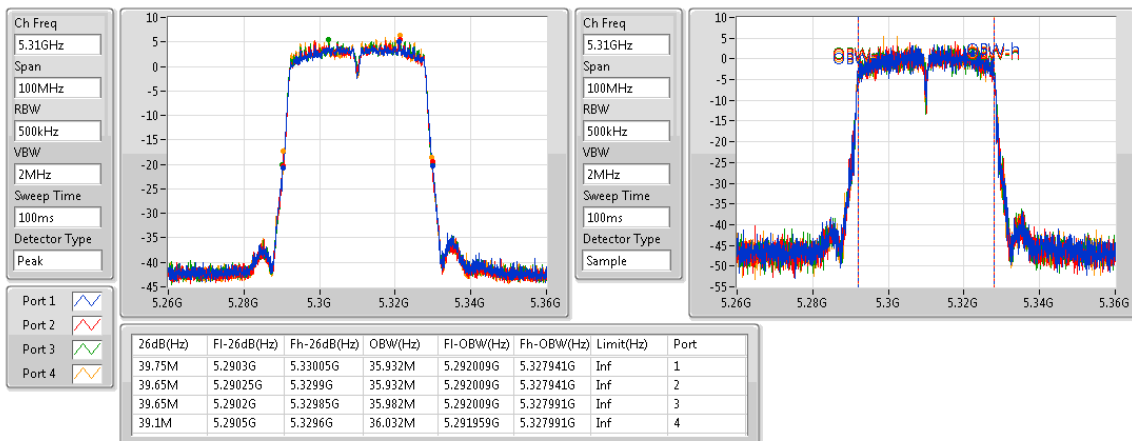 Ch Freq
5.31GHz
Span
100MHz
RBW
500kHz
VBW
2MHz
Sweep Time
100ms
Detector Type
Peak
10
5
0
-5
-10
-15
-20
-25
-30
-35
-40
-45
5.26G 5.28G 5.3G 5.32G 5.34G 5.36G
Ch Freq
5.31GHz
Span
100MHz
RBW
500kHz
VBW
2MHz
Sweep Time
100ms
Detector Type
Sample
10
5
0
-5
-10
-15
-20
-25
-30
-35
-40
-45
-50
-55
OBW-h
5.26G 5.28G 5.3G 5.32G 5.34G 5.36G
Port 1
Port 2
Port 3
Port 4
26dB(Hz) Fl-26dB(Hz) Fh-26dB(Hz) OBW(Hz) Fl-OBW(Hz) Fh-OBW(Hz) Limit(Hz) Port
39.75M 5.2903G 5.33005G 35.932M 5.292009G 5.327941G Inf 1
39.65M 5.29025G 5.3299G 35.932M 5.292009G 5.327941G Inf 2
39.65M 5.2902G 5.32985G 35.982M 5.292009G 5.327991G Inf 3
39.1M 5.2905G 5.3296G 36.032M 5.291959G 5.327991G Inf 4